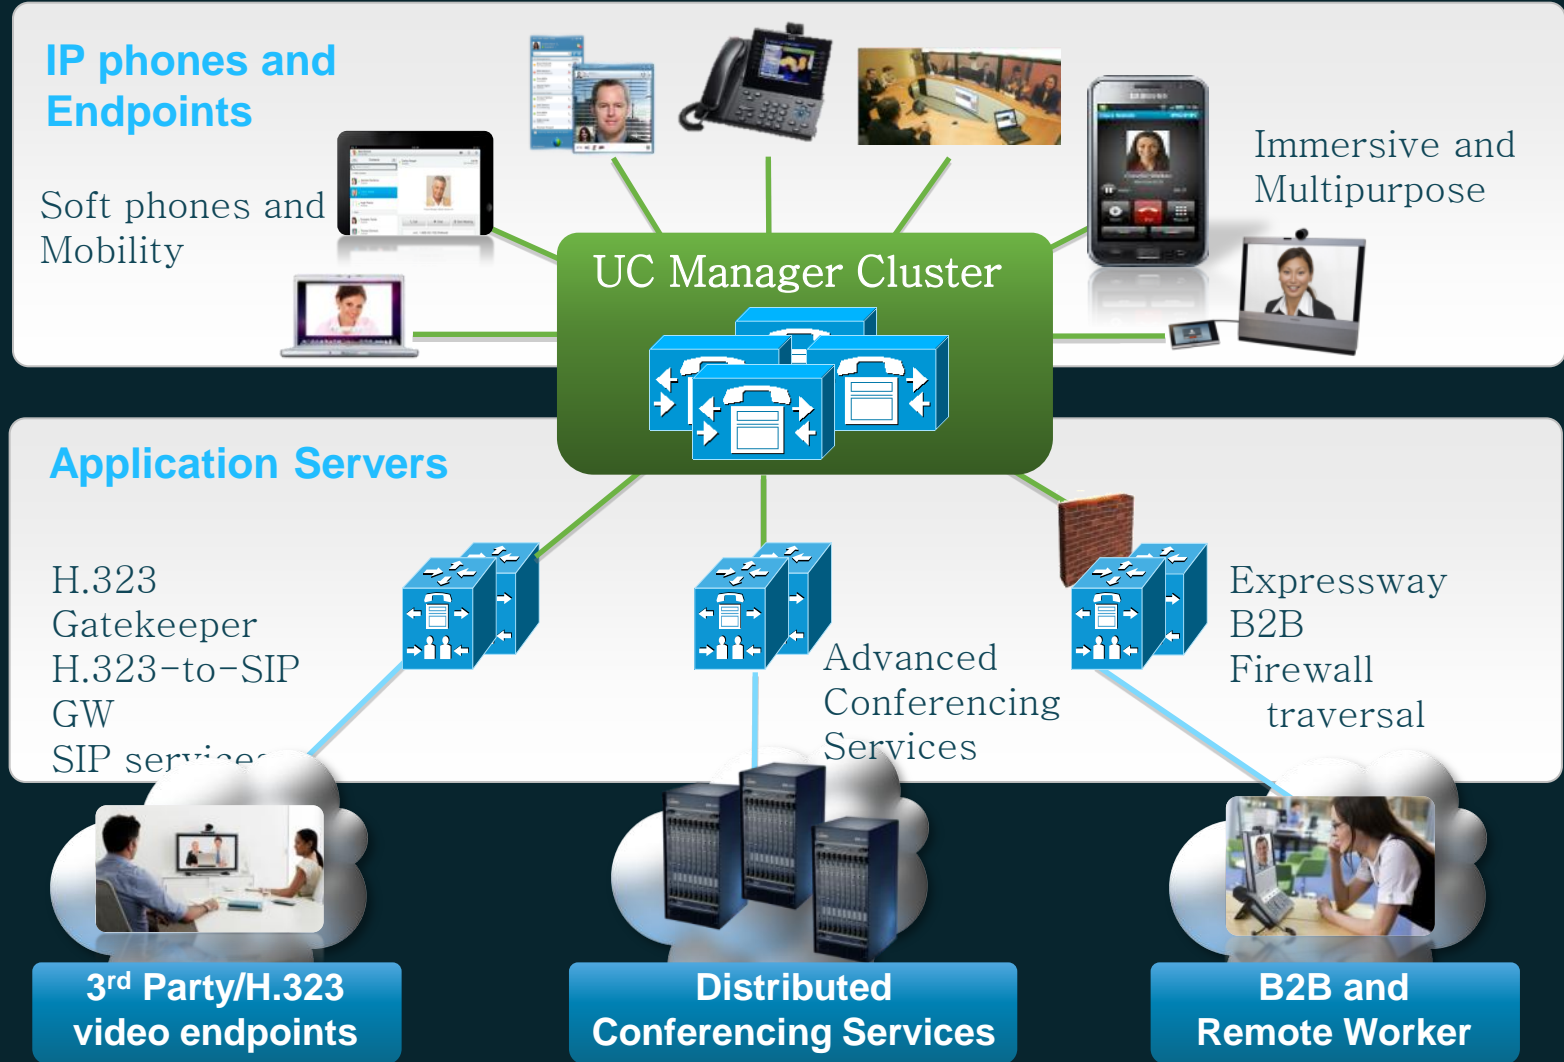 IP phones and
Endpoints
Soft phones and
Mobility
Immersive and
Multipurpose
UC Manager Cluster
Application Servers
H.323
Gatekeeper
H.323-to-SIP
GW
SIP services
Advanced
Conferencing
Services
Expressway
B2B
Firewall
traversal
3rd Party/H.323
video endpoints
Distributed
Conferencing Services
B2B and
Remote Worker